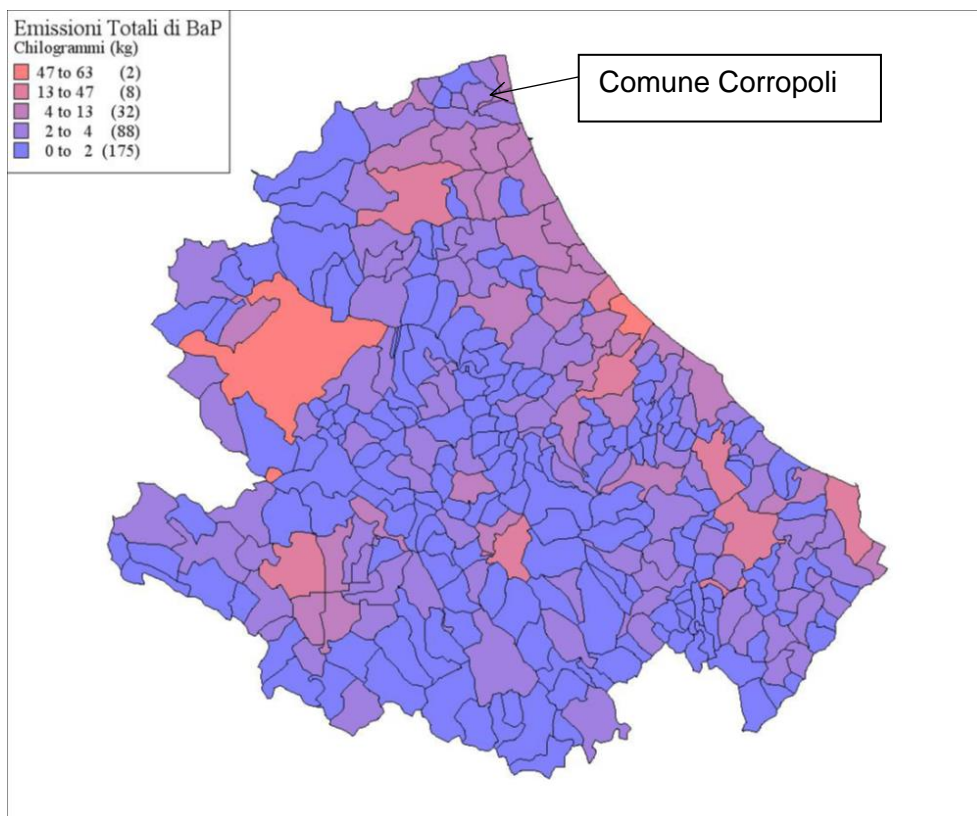 Emissioni Totali di BaP
Chilogrammi (kg)
47 to 63 (2)
13 to 47 (8)
4 to 13 (32)
2 to 4 (88)
0 to 2 (175)
Comune Corropoli